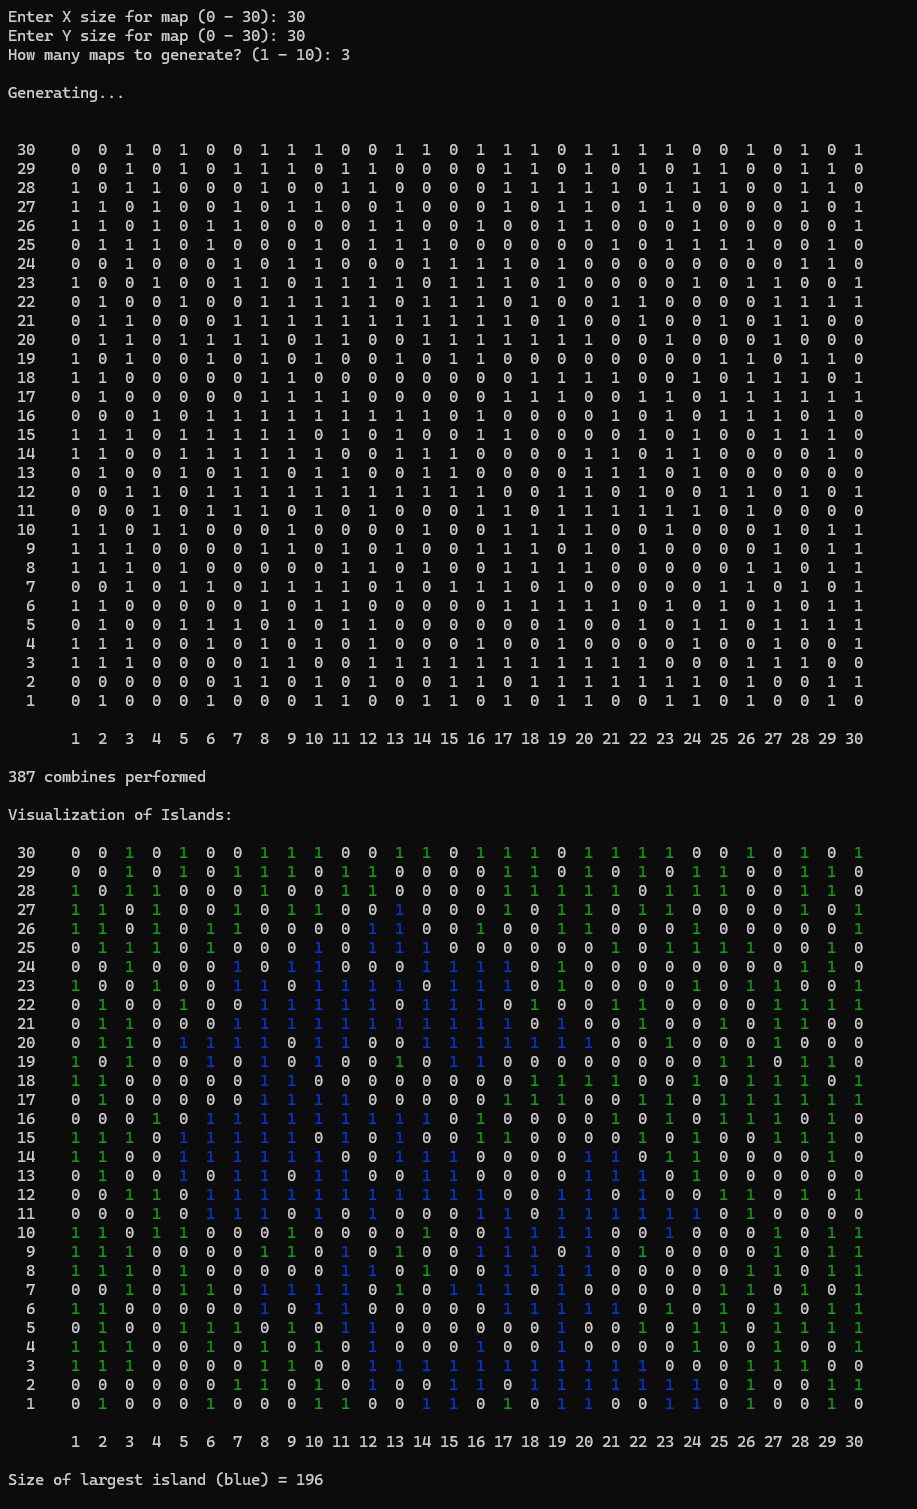 Enter X size for map (0 - 30): 30
Enter Y size for map (0 - 30): 30
How many maps to generate? (1 - 10): 3
Generating...
30 0 0 1 0 1 0 0 1 1 1 0 0 1 1 0 1 1 1 0 1 1 1 1 0 0 1 0 1 0 1
29 0 0 1 0 1 0 1 1 1 0 1 1 0 0 0 0 1 1 0 1 0 1 0 1 1 0 0 1 1 0
28 1 0 1 1 0 0 0 1 0 0 1 1 0 0 0 0 1 1 1 1 1 0 1 1 1 0 0 1 1 0
27 1 1 0 1 0 0 1 0 1 1 0 0 1 0 0 0 1 0 1 1 0 1 1 0 0 0 0 1 0 1
26 1 1 0 1 0 1 1 0 0 0 0 1 1 0 0 1 0 0 1 1 0 0 0 1 0 0 0 0 0 1
25 0 1 1 1 0 1 0 0 0 1 0 1 1 1 0 0 0 0 0 0 1 0 1 1 1 1 0 0 1 0
24 0 0 1 0 0 0 1 0 1 1 0 0 0 1 1 1 1 0 1 0 0 0 0 0 0 0 0 1 1 0
23 1 0 0 1 0 0 1 1 0 1 1 1 1 0 1 1 1 0 1 0 0 0 0 1 0 1 1 0 0 1
22 0 1 0 0 1 0 0 1 1 1 1 1 0 1 1 1 0 1 0 0 1 1 0 0 0 0 1 1 1 1
21 0 1 1 0 0 0 1 1 1 1 1 1 1 1 1 1 1 0 1 0 0 1 0 0 1 0 1 1 0 0
20 0 1 1 0 1 1 1 1 0 1 1 0 0 1 1 1 1 1 1 1 0 0 1 0 0 0 1 0 0 0
19 1 0 1 0 0 1 0 1 0 1 0 0 1 0 1 1 0 0 0 0 0 0 0 0 1 1 0 1 1 0
18 1 1 0 0 0 0 0 1 1 0 0 0 0 0 0 0 0 1 1 1 1 0 0 1 0 1 1 1 0 1
17 0 1 0 0 0 0 0 1 1 1 1 0 0 0 0 0 1 1 1 0 0 1 1 0 1 1 1 1 1 1
16 0 0 0 1 0 1 1 1 1 1 1 1 1 1 0 1 0 0 0 0 1 0 1 0 1 1 1 0 1 0
15 1 1 1 0 1 1 1 1 1 0 1 0 1 0 0 1 1 0 0 0 0 1 0 1 0 0 1 1 1 0
14 1 1 0 0 1 1 1 1 1 1 0 0 1 1 1 0 0 0 0 1 1 0 1 1 0 0 0 0 1 0
13 0 1 0 0 1 0 1 1 0 1 1 0 0 1 1 0 0 0 0 1 1 1 0 1 0 0 0 0 0 0
12 0 0 1 1 0 1 1 1 1 1 1 1 1 1 1 1 0 0 1 1 0 1 0 0 1 1 0 1 0 1
11 0 0 0 1 0 1 1 1 0 1 0 1 0 0 0 1 1 0 1 1 1 1 1 1 0 1 0 0 0 0
10 1 1 0 1 1 0 0 0 1 0 0 0 0 1 0 0 1 1 1 1 0 0 1 0 0 0 1 0 1 1
9 1 1 1 0 0 0 0 1 1 0 1 0 1 0 0 1 1 1 0 1 0 1 0 0 0 0 1 0 1 1
8 1 1 1 0 1 0 0 0 0 0 1 1 0 1 0 0 1 1 1 1 0 0 0 0 0 1 1 0 1 1
7 0 0 1 0 1 1 0 1 1 1 1 0 1 0 1 1 1 0 1 0 0 0 0 0 1 1 0 1 0 1
6 1 1 0 0 0 0 0 1 0 1 1 0 0 0 0 0 1 1 1 1 1 0 1 0 1 0 1 0 1 1
5 0 1 0 0 1 1 1 0 1 0 1 1 0 0 0 0 0 0 1 0 0 1 0 1 1 0 1 1 1 1
4 1 1 1 0 0 1 0 1 0 1 0 1 0 0 0 1 0 0 1 0 0 0 0 1 0 0 1 0 0 1
3 1 1 1 0 0 0 0 1 1 0 0 1 1 1 1 1 1 1 1 1 1 1 0 0 0 1 1 1 0 0
2 0 0 0 0 0 0 1 1 0 1 0 1 0 0 1 1 0 1 1 1 1 1 1 1 0 1 0 0 1 1
1 0 1 0 0 0 1 0 0 0 1 1 0 0 1 1 0 1 0 1 1 0 0 1 1 0 1 0 0 1 0
1 2 3 4 5 6 7 8 9 10 11 12 13 14 15 16 17 18 19 20 21 22 23 24 25 26 27 28 29 30
387 combines performed
Visualization of Islands:
30 0 0 1 0 1 0 0 1 1 1 0 0 1 1 0 1 1 1 0 1 1 1 1 0 0 1 0 1 0 1
29 0 0 1 0 1 0 1 1 1 0 1 1 0 0 0 0 1 1 0 1 0 1 0 1 1 0 0 1 1 0
28 1 0 1 1 0 0 0 1 0 0 1 1 0 0 0 0 1 1 1 1 1 0 1 1 1 0 0 1 1 0
27 1 1 0 1 0 0 1 0 1 1 0 0 1 0 0 0 1 0 1 1 0 1 1 0 0 0 0 1 0 1
26 1 1 0 1 0 1 1 0 0 0 0 1 1 0 0 1 0 0 1 1 0 0 0 1 0 0 0 0 0 1
25 0 1 1 1 0 1 0 0 0 1 0 1 1 1 0 0 0 0 0 0 1 0 1 1 1 1 0 0 1 0
24 0 0 1 0 0 0 1 0 1 1 0 0 0 1 1 1 1 0 1 0 0 0 0 0 0 0 0 1 1 0
23 1 0 0 1 0 0 1 1 0 1 1 1 1 0 1 1 1 0 1 0 0 0 0 1 0 1 1 0 0 1
22 0 1 0 0 1 0 0 1 1 1 1 1 0 1 1 1 0 1 0 0 1 1 0 0 0 0 1 1 1 1
21 0 1 1 0 0 0 1 1 1 1 1 1 1 1 1 1 1 0 1 0 0 1 0 0 1 0 1 1 0 0
20 0 1 1 0 1 1 1 1 0 1 1 0 0 1 1 1 1 1 1 1 0 0 1 0 0 0 1 0 0 0
19 1 0 1 0 0 1 0 1 0 1 0 0 1 0 1 1 0 0 0 0 0 0 0 0 1 1 0 1 1 0
18 1 1 0 0 0 0 0 1 1 0 0 0 0 0 0 0 0 1 1 1 1 0 0 1 0 1 1 1 0 1
17 0 1 0 0 0 0 0 1 1 1 1 0 0 0 0 0 1 1 1 0 0 1 1 0 1 1 1 1 1 1
16 0 0 0 1 0 1 1 1 1 1 1 1 1 1 0 1 0 0 0 0 1 0 1 0 1 1 1 0 1 0
15 1 1 1 0 1 1 1 1 1 0 1 0 1 0 0 1 1 0 0 0 0 1 0 1 0 0 1 1 1 0
14 1 1 0 0 1 1 1 1 1 1 0 0 1 1 1 0 0 0 0 1 1 0 1 1 0 0 0 0 1 0
13 0 1 0 0 1 0 1 1 0 1 1 0 0 1 1 0 0 0 0 1 1 1 0 1 0 0 0 0 0 0
12 0 0 1 1 0 1 1 1 1 1 1 1 1 1 1 1 0 0 1 1 0 1 0 0 1 1 0 1 0 1
11 0 0 0 1 0 1 1 1 0 1 0 1 0 0 0 1 1 0 1 1 1 1 1 1 0 1 0 0 0 0
10 1 1 0 1 1 0 0 0 1 0 0 0 0 1 0 0 1 1 1 1 0 0 1 0 0 0 1 0 1 1
9 1 1 1 0 0 0 0 1 1 0 1 0 1 0 0 1 1 1 0 1 0 1 0 0 0 0 1 0 1 1
8 1 1 1 0 1 0 0 0 0 0 1 1 0 1 0 0 1 1 1 1 0 0 0 0 0 1 1 0 1 1
7 0 0 1 0 1 1 0 1 1 1 1 0 1 0 1 1 1 0 1 0 0 0 0 0 1 1 0 1 0 1
6 1 1 0 0 0 0 0 1 0 1 1 0 0 0 0 0 1 1 1 1 1 0 1 0 1 0 1 0 1 1
5 0 1 0 0 1 1 1 0 1 0 1 1 0 0 0 0 0 0 1 0 0 1 0 1 1 0 1 1 1 1
4 1 1 1 0 0 1 0 1 0 1 0 1 0 0 0 1 0 0 1 0 0 0 0 1 0 0 1 0 0 1
3 1 1 1 0 0 0 0 1 1 0 0 1 1 1 1 1 1 1 1 1 1 1 0 0 0 1 1 1 0 0
2 0 0 0 0 0 0 1 1 0 1 0 1 0 0 1 1 0 1 1 1 1 1 1 1 0 1 0 0 1 1
1 0 1 0 0 0 1 0 0 0 1 1 0 0 1 1 0 1 0 1 1 0 0 1 1 0 1 0 0 1 0
1 2 3 4 5 6 7 8 9 10 11 12 13 14 15 16 17 18 19 20 21 22 23 24 25 26 27 28 29 30
Size of largest island (blue) = 196